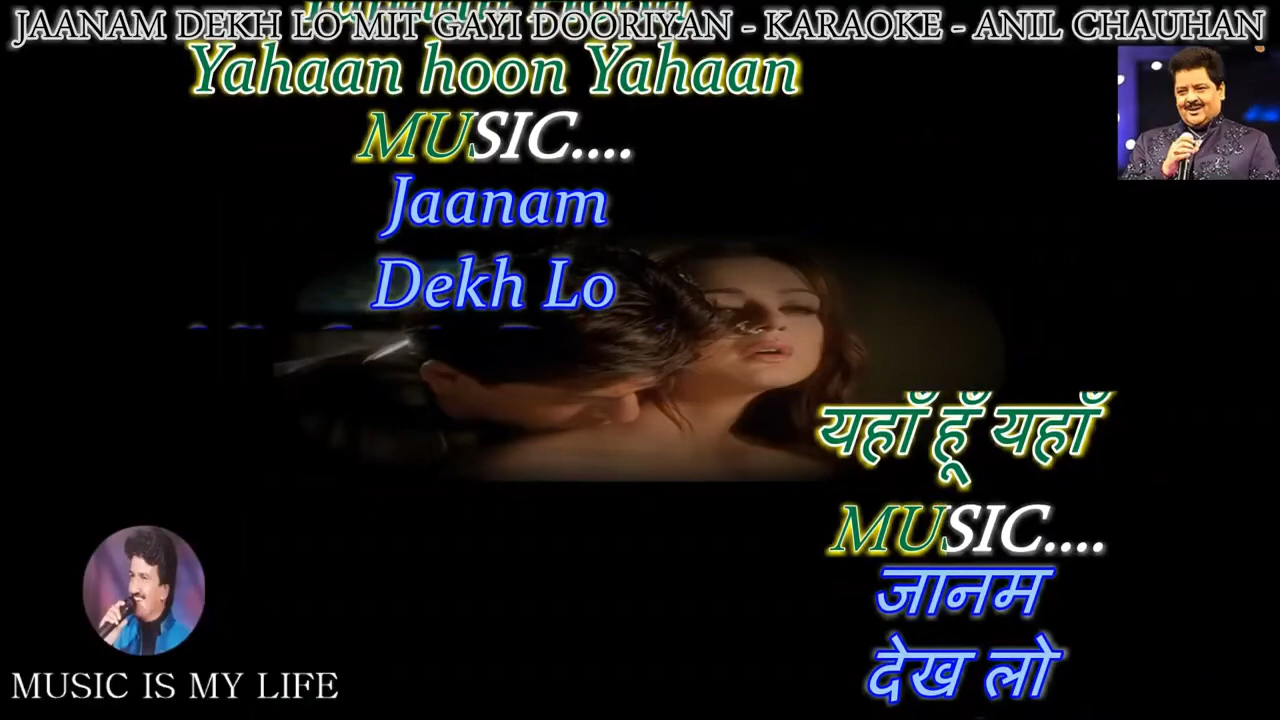 JAANAM DEKH LO MIT GAYI DOORIYAN - KARAOKE - ANIL CHAUHAN
Yahaan hoon Yahaan
MUSIC....
Jaanam
Dekh Lo
यहाँ हूँ यहाँ
MUSIC....
जानम
देख लो
MUSIC IS MY LIFE